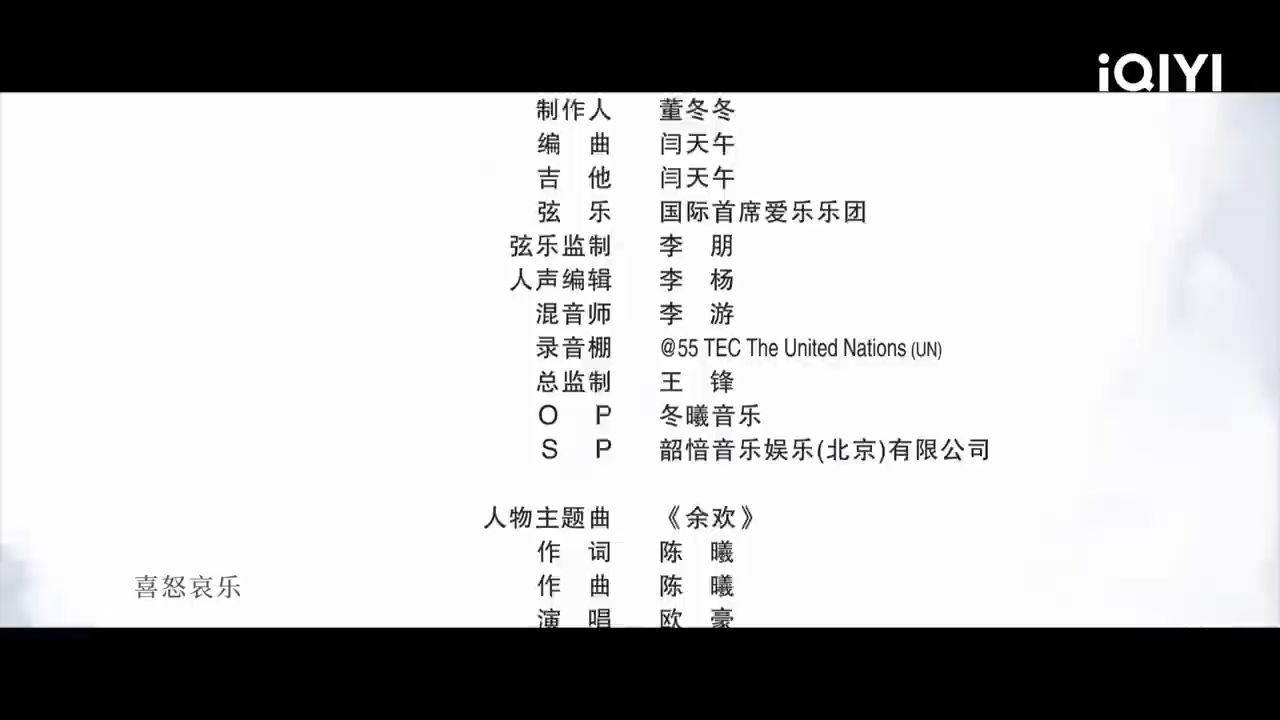 iQIYI
制作人 董冬冬
编 曲 闫天午
吉 他 闫天午
弦 乐 国际首席爱乐乐团
弦乐监制 李 朋
人声编辑 李 杨
混音师 李 游
录音棚 @55 TEC The United Nations (UN)
总监制 王 锋
O P 冬曦音乐
S P 韶愔音乐娱乐(北京)有限公司
人物主题曲 《余欢》
作 词 陈 曦
作 曲 陈 曦
喜怒哀乐
演 唱 欧 豪